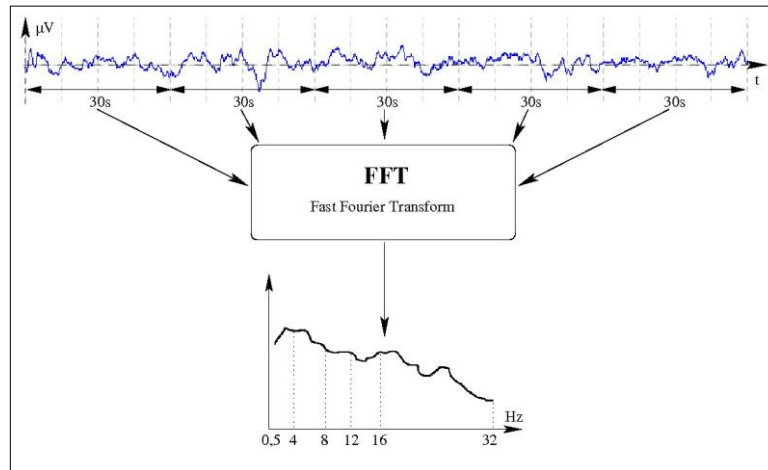 μV
t
30s 30s 30s 30s 30s
FFT
Fast Fourier Transform
Hz
0,5 4 8 12 16 32